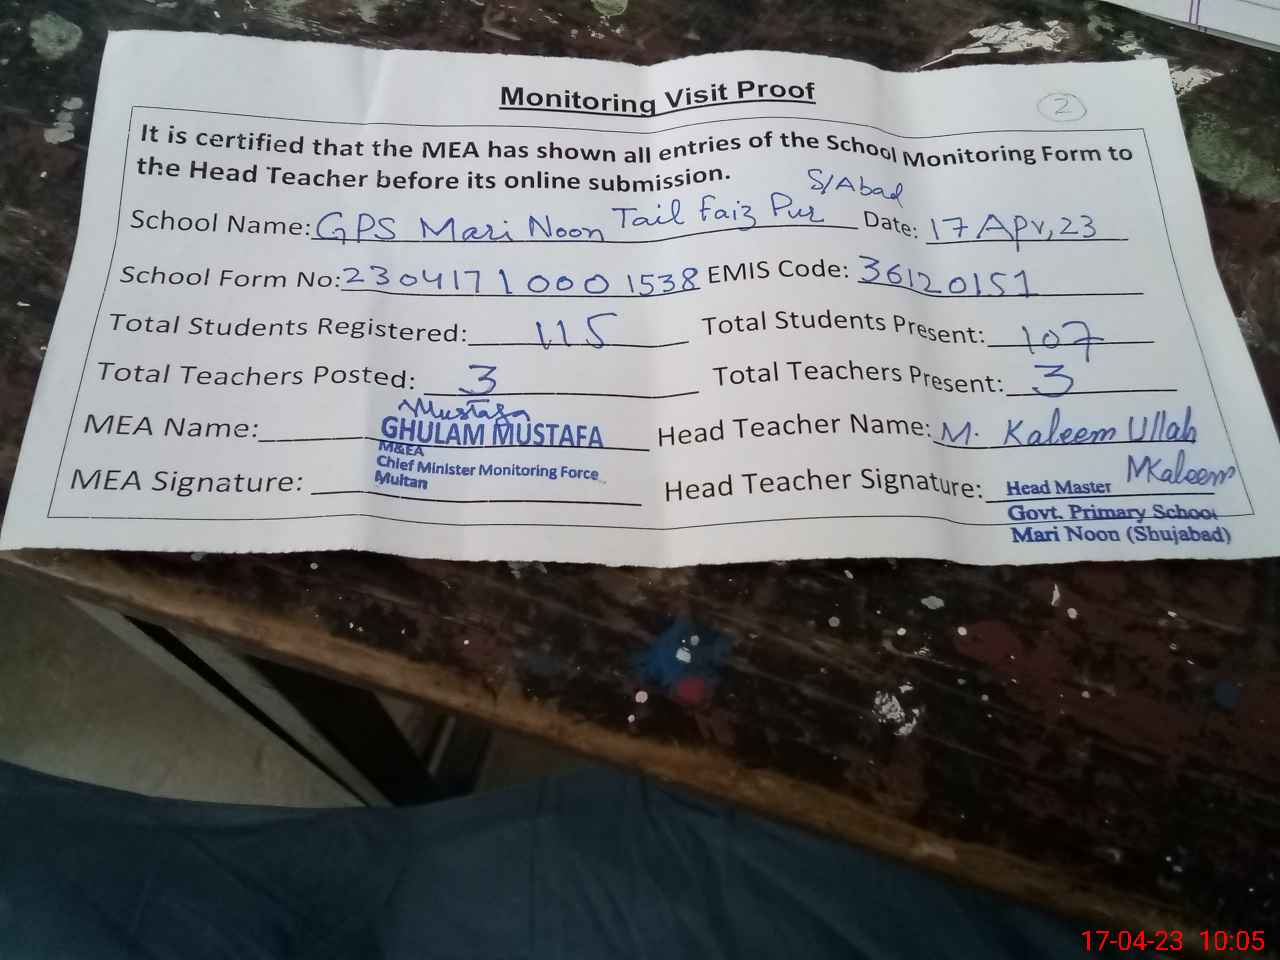 Monitoring Visit Proof
2
It is certified that the MEA has shown all entries of the School Monitoring Form to
the Head Teacher before its online submission.
School Name: GPS Mari Noon Tail Faiz Pur S/Abad Date: 17 Apr, 23
School Form No: 23041710001538 EMIS Code: 36120151
Total Students Registered: 115 Total Students Present: 107
Total Teachers Posted: 3 Total Teachers Present: 3
Mustafa
MEA Name: GHULAM MUSTAFA Head Teacher Name: M. Kaleem Ullah
M&EA
Chief Minister Monitoring Force
Multan
MEA Signature: Head Teacher Signature: MKaleem
Head Master
Govt. Primary School
Mari Noon (Shujabad)
17-04-23 10:05